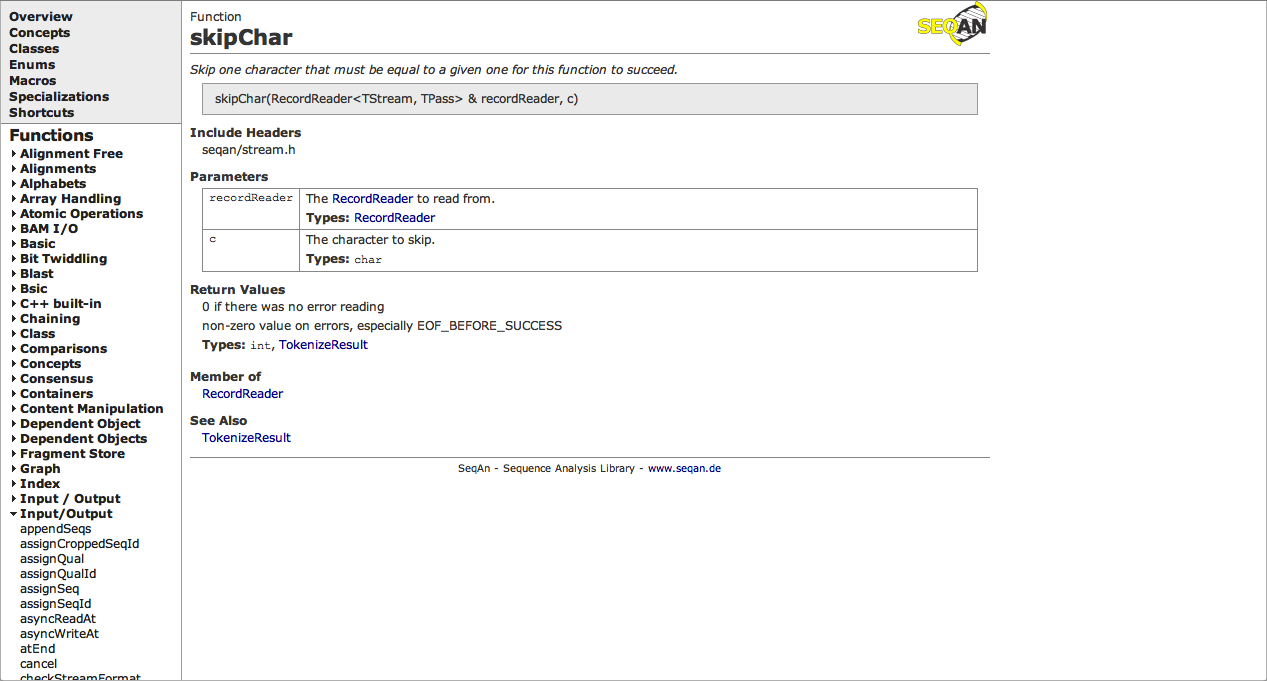 Overview
Concepts
Classes
Enums
Macros
Specializations
Shortcuts
Functions
Alignment Free
Alignments
Alphabets
Array Handling
Atomic Operations
BAM I/O
Basic
Bit Twiddling
Blast
Bsic
C++ built-in
Chaining
Class
Comparisons
Concepts
Consensus
Containers
Content Manipulation
Dependent Object
Dependent Objects
Fragment Store
Graph
Index
Input / Output
Input/Output
appendSeqs
assignCroppedSeqId
assignQual
assignQualId
assignSeq
assignSeqId
asyncReadAt
asyncWriteAt
atEnd
cancel
checkStreamFormat
Function
skipChar
SEQAN
Skip one character that must be equal to a given one for this function to succeed.
skipChar(RecordReader<TStream, TPass> & recordReader, c)
Include Headers
seqan/stream.h
Parameters
recordReader The RecordReader to read from.
Types: RecordReader
c The character to skip.
Types: char
Return Values
0 if there was no error reading
non-zero value on errors, especially EOF_BEFORE_SUCCESS
Types: int, TokenizeResult
Member of
RecordReader
See Also
TokenizeResult
SeqAn - Sequence Analysis Library - www.seqan.de